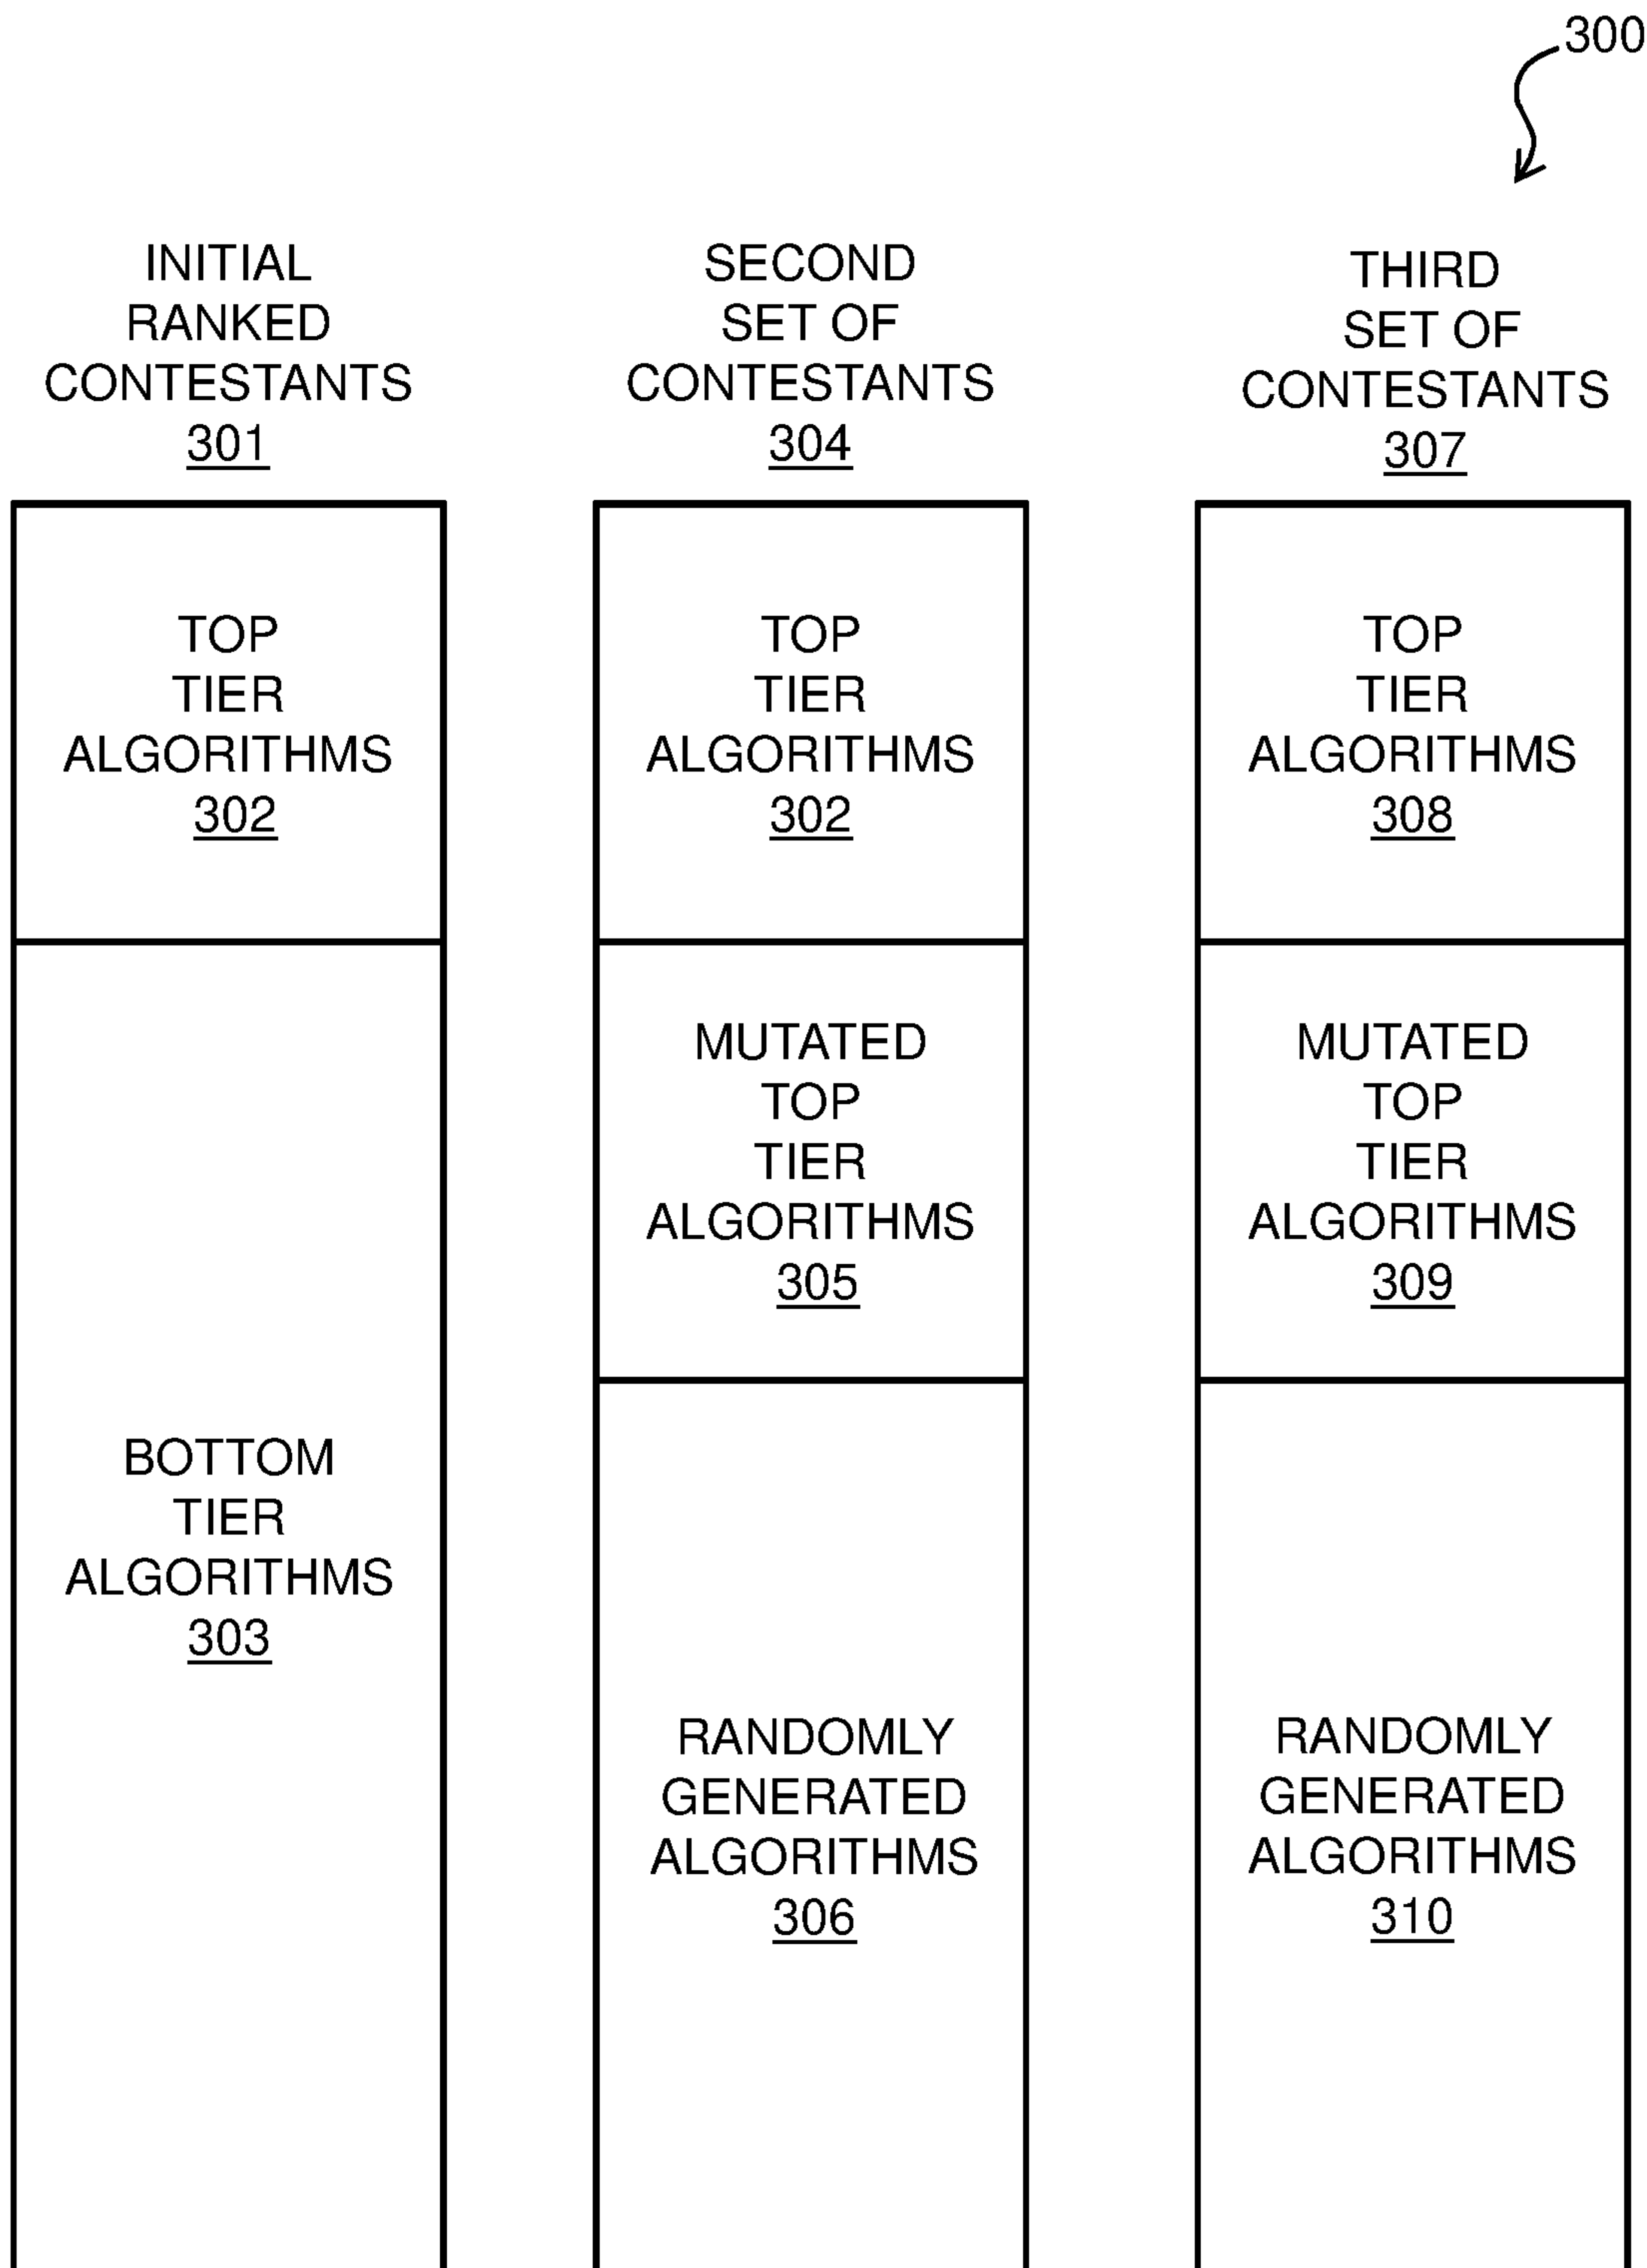 300
INITIAL
RANKED
CONTESTANTS
301
TOP
TIER
ALGORITHMS
302
BOTTOM
TIER
ALGORITHMS
303
SECOND
SET OF
CONTESTANTS
304
TOP
TIER
ALGORITHMS
302
MUTATED
TOP
TIER
ALGORITHMS
305
RANDOMLY
GENERATED
ALGORITHMS
306
THIRD
SET OF
CONTESTANTS
307
TOP
TIER
ALGORITHMS
308
MUTATED
TOP
TIER
ALGORITHMS
309
RANDOMLY
GENERATED
ALGORITHMS
310